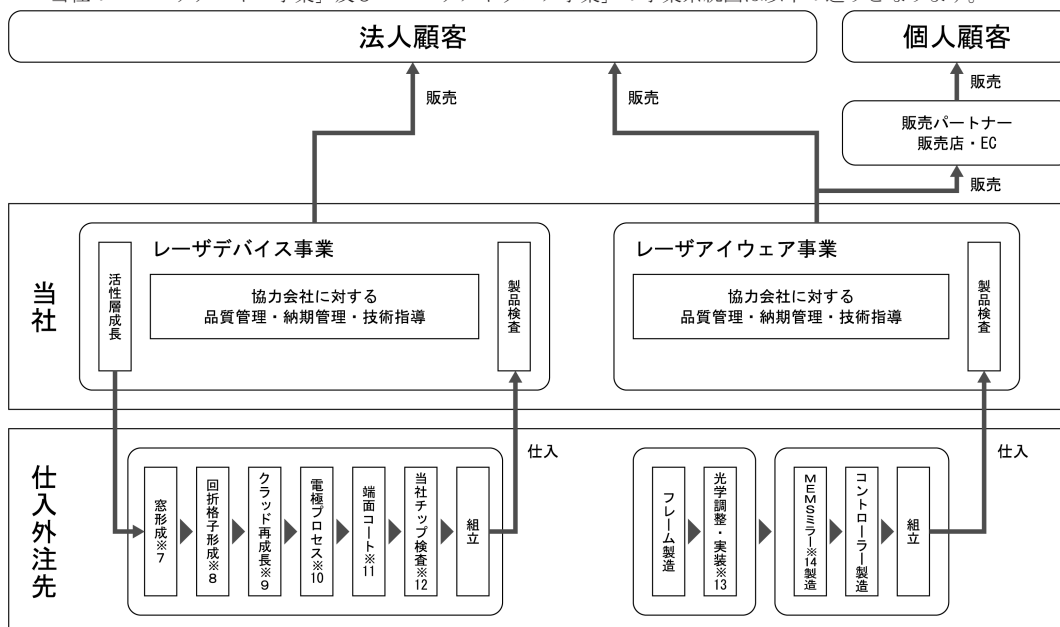 法人顧客
個人顧客
販売
販売
販売
販売パートナー
販売店・EC
販売
当社
レーザデバイス事業
活性層成長
協力会社に対する
品質管理・納期管理・技術指導
製品検査
レーザアイウェア事業
協力会社に対する
品質管理・納期管理・技術指導
製品検査
仕入外注先
仕入
仕入
窓形成※7
回折格子形成※8
クラッド再成長※9
電極プロセス※10
端面コート※11
当社チップ検査※12
組立
フレーム製造
光学調整・実装※13
MEMSミラー※14製造
コントローラー製造
組立